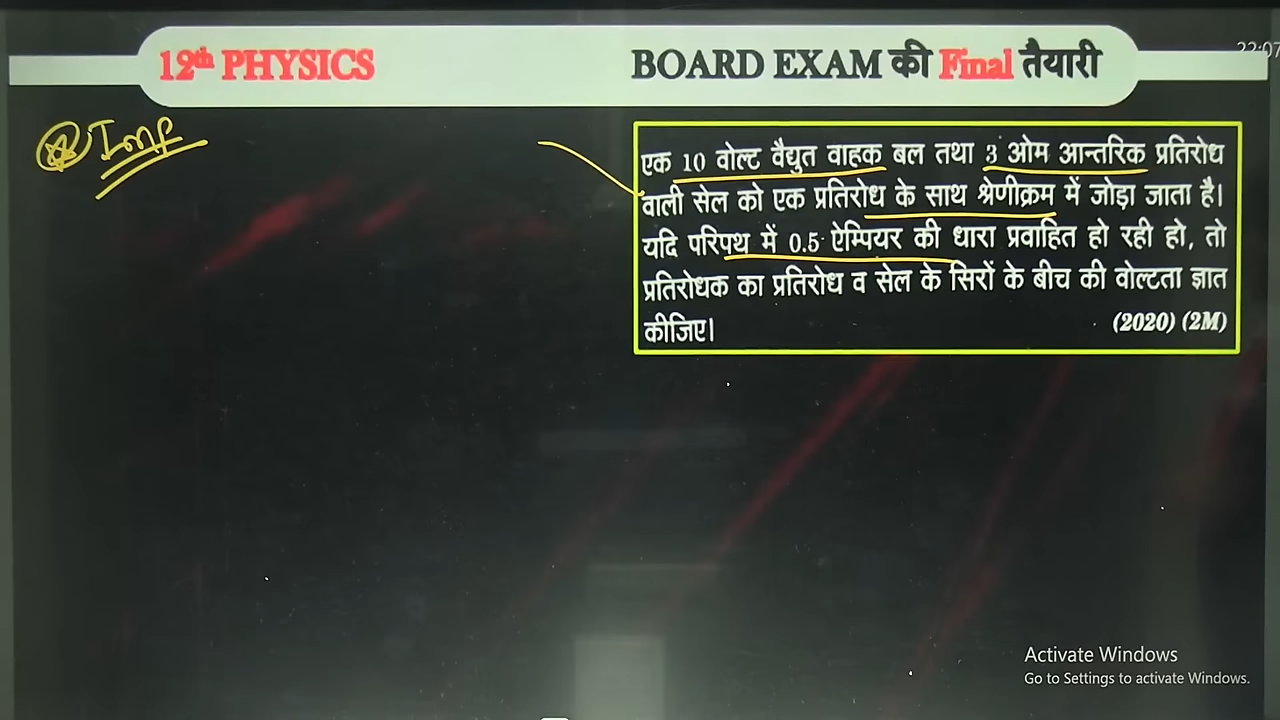 12th PHYSICS
BOARD EXAM की Final तैयारी
22:07
Imp
एक 10 वोल्ट वैद्युत वाहक बल तथा 3 ओम आन्तरिक प्रतिरोध
वाली सेल को एक प्रतिरोध के साथ श्रेणीक्रम में जोड़ा जाता है।
यदि परिपथ में 0.5 ऐम्पियर की धारा प्रवाहित हो रही हो, तो
प्रतिरोधक का प्रतिरोध व सेल के सिरों के बीच की वोल्टता ज्ञात
कीजिए।
(2020) (2M)
Activate Windows
Go to Settings to activate Windows.